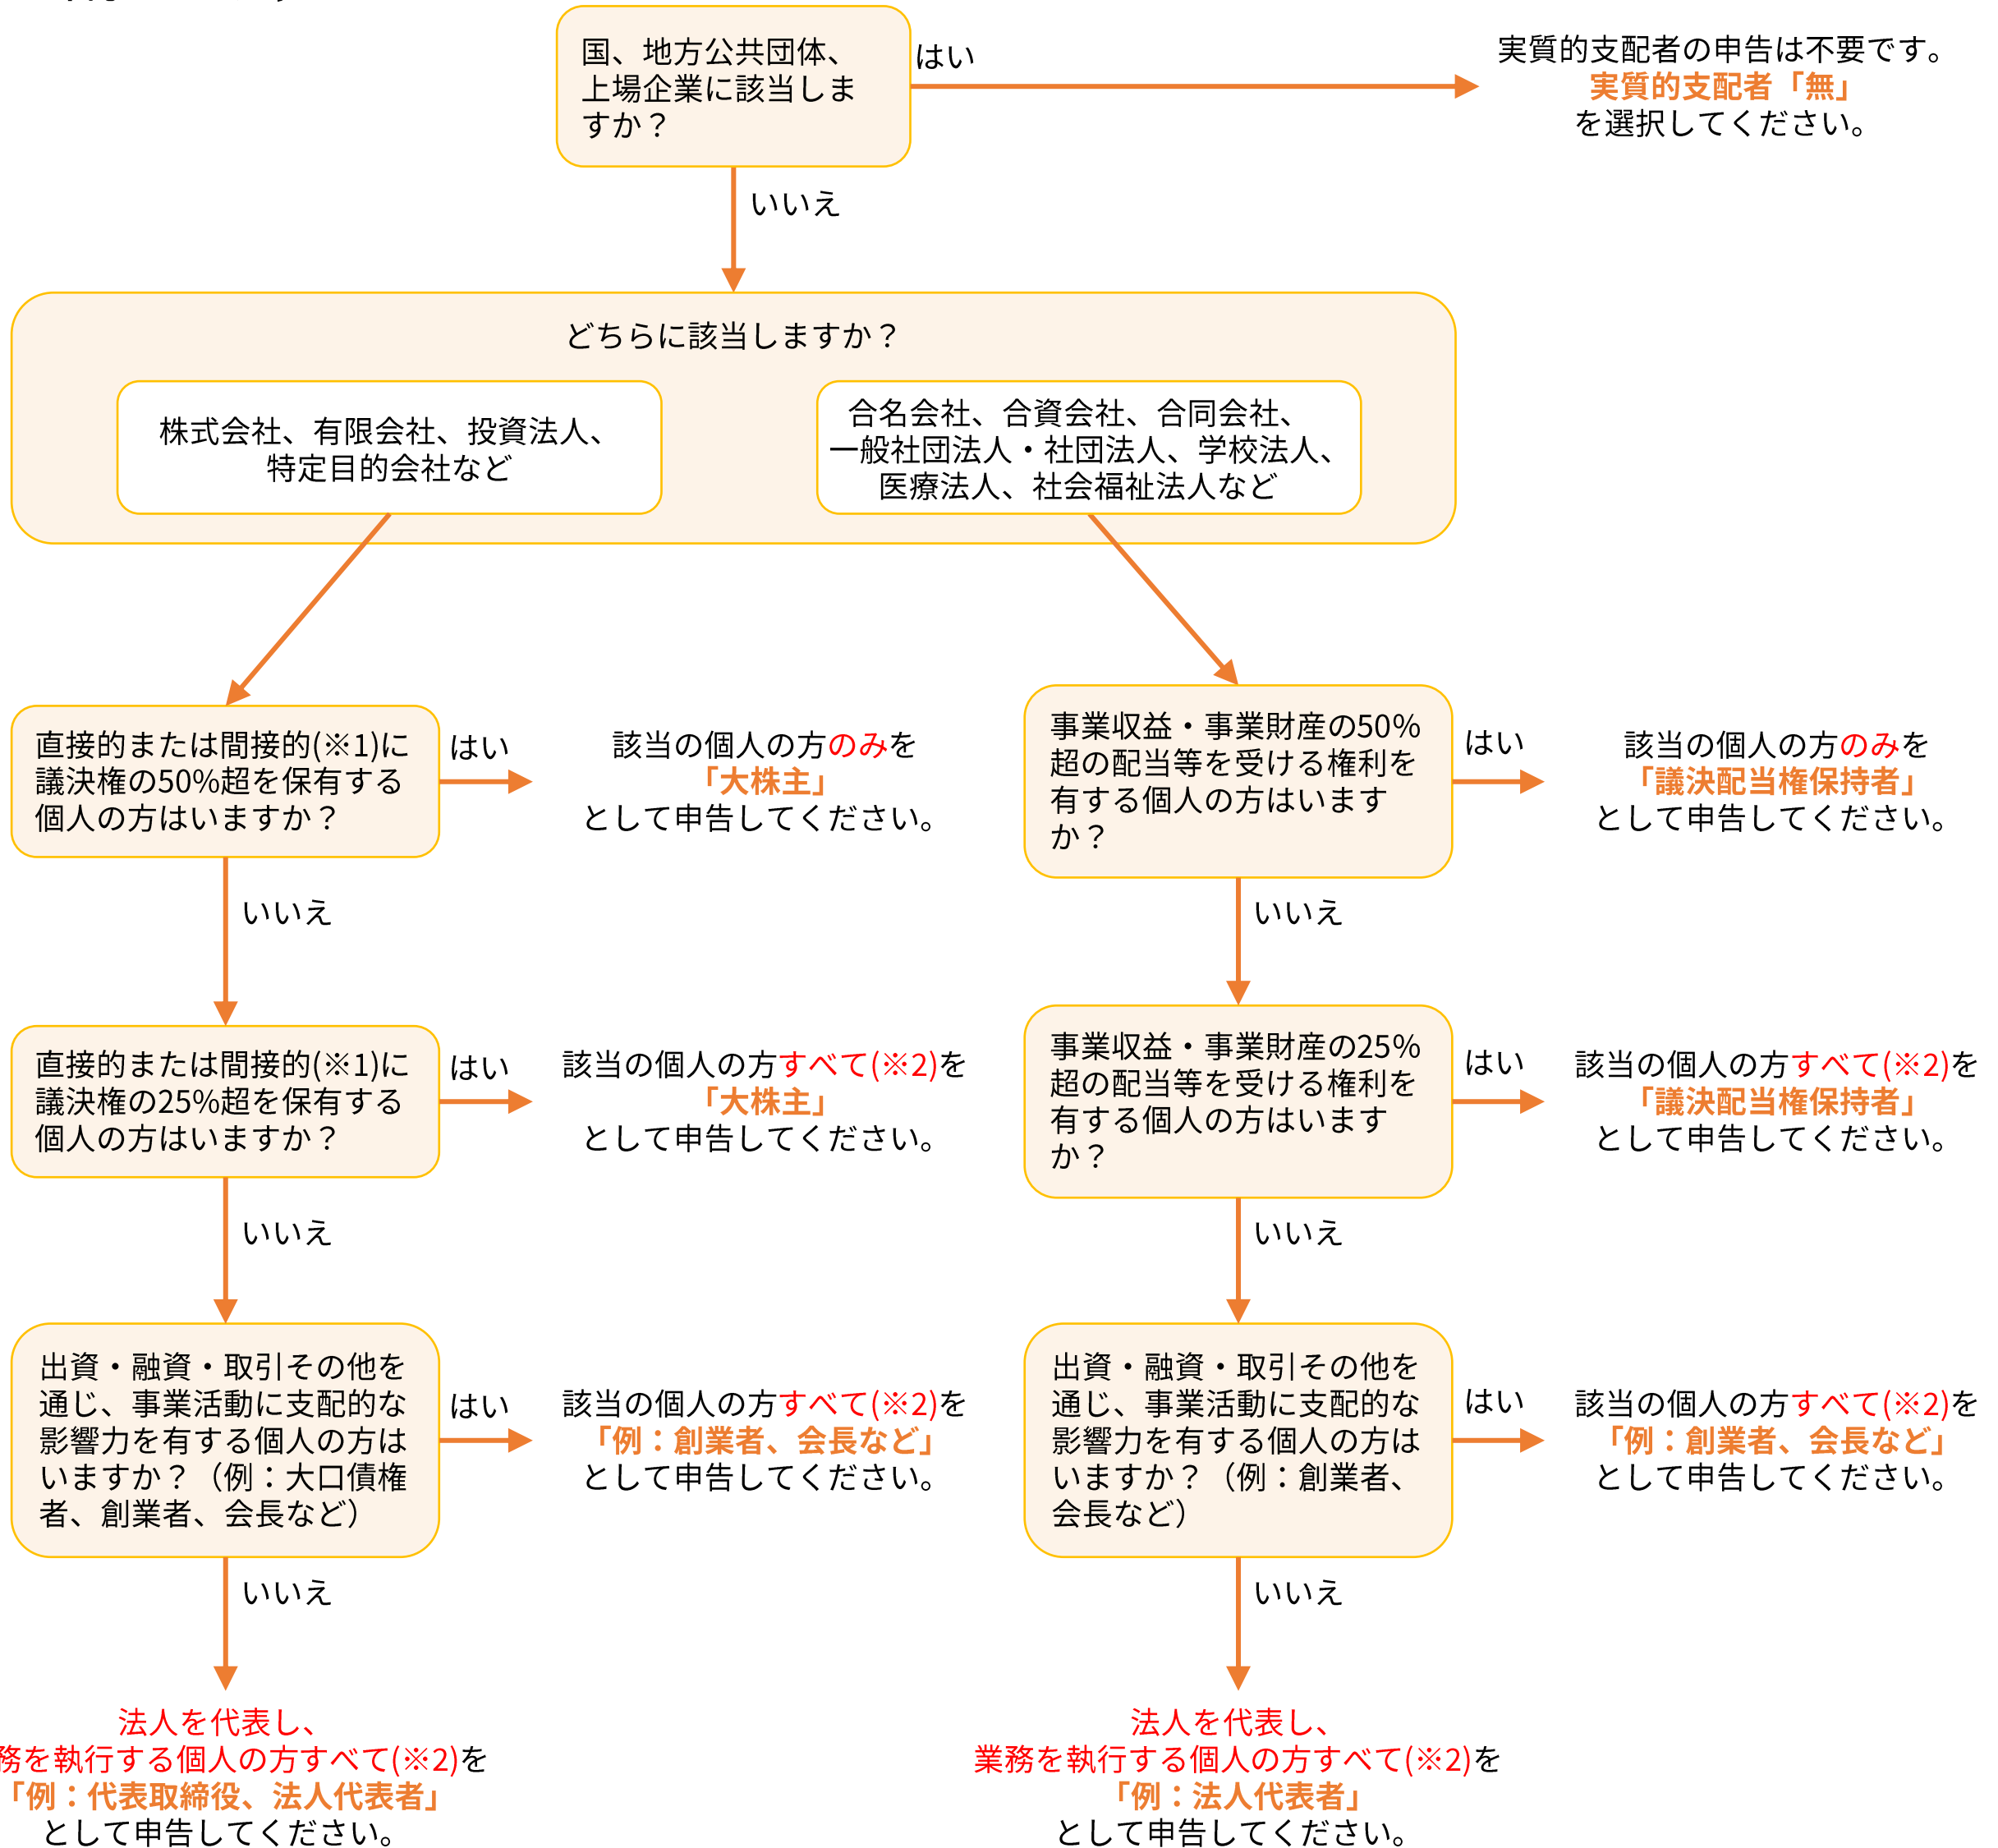 国、地方公共団体、
上場企業に該当しま
すか？
はい
実質的支配者の申告は不要です。
実質的支配者「無」
を選択してください。
いいえ
どちらに該当しますか？
株式会社、有限会社、投資法人、
特定目的会社など
合名会社、合資会社、合同会社、
一般社団法人・社団法人、学校法人、
医療法人、社会福祉法人など
直接的または間接的(※1)に
議決権の50%超を保有する
個人の方はいますか？
はい
該当の個人の方のみを
「大株主」
として申告してください。
事業収益・事業財産の50%
超の配当等を受ける権利を
有する個人の方はいます
か？
はい
該当の個人の方のみを
「議決配当権保持者」
として申告してください。
いいえ
いいえ
直接的または間接的(※1)に
議決権の25%超を保有する
個人の方はいますか？
はい
該当の個人の方すべて(※2)を
「大株主」
として申告してください。
事業収益・事業財産の25%
超の配当等を受ける権利を
有する個人の方はいます
か？
はい
該当の個人の方すべて(※2)を
「議決配当権保持者」
として申告してください。
いいえ
いいえ
出資・融資・取引その他を
通じ、事業活動に支配的な
影響力を有する個人の方は
いますか？（例：大口債権
者、創業者、会長など）
はい
該当の個人の方すべて(※2)を
「例：創業者、会長など」
として申告してください。
出資・融資・取引その他を
通じ、事業活動に支配的な
影響力を有する個人の方は
いますか？（例：創業者、
会長など）
はい
該当の個人の方すべて(※2)を
「例：創業者、会長など」
として申告してください。
いいえ
いいえ
法人を代表し、
務を執行する個人の方すべて(※2)を
「例：代表取締役、法人代表者」
として申告してください。
法人を代表し、
業務を執行する個人の方すべて(※2)を
「例：法人代表者」
として申告してください。